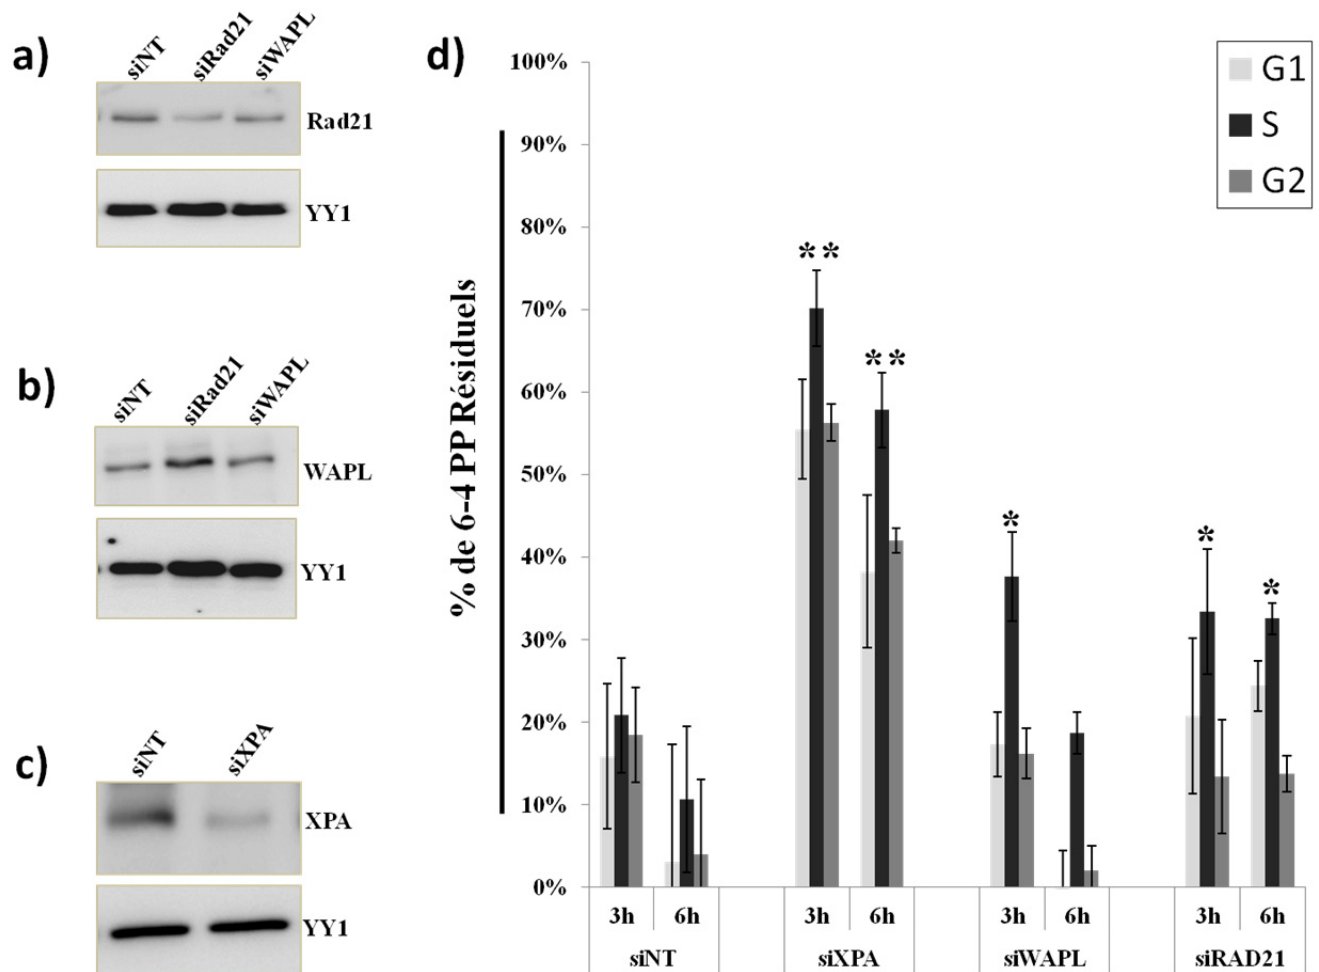 a)
siNT siRad21 siWAPL
Rad21
YY1
b)
siNT siRad21 siWAPL
WAPL
YY1
c)
siNT siXPA
XPA
YY1
d)
% de 6-4 PP Résiduels
100%
90%
80%
70%
60%
50%
40%
30%
20%
10%
0%
G1
S
G2
**
**
*
*
*
3h 6h 3h 6h 3h 6h 3h 6h
siNT siXPA siWAPL siRAD21